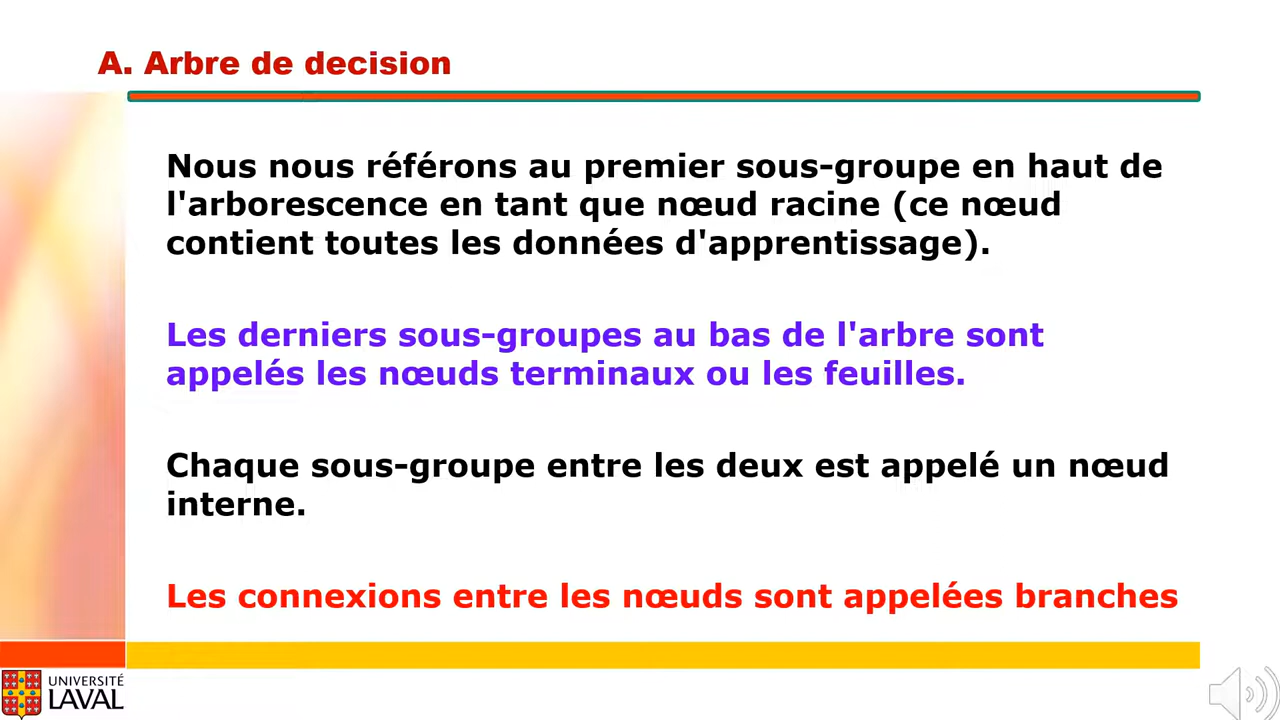 A. Arbre de decision
Nous nous référons au premier sous-groupe en haut de
l'arborescence en tant que nœud racine (ce nœud
contient toutes les données d'apprentissage).
Les derniers sous-groupes au bas de l'arbre sont
appelés les nœuds terminaux ou les feuilles.
Chaque sous-groupe entre les deux est appelé un nœud
interne.
Les connexions entre les nœuds sont appelées branches
UNIVERSITÉ
LAVAL